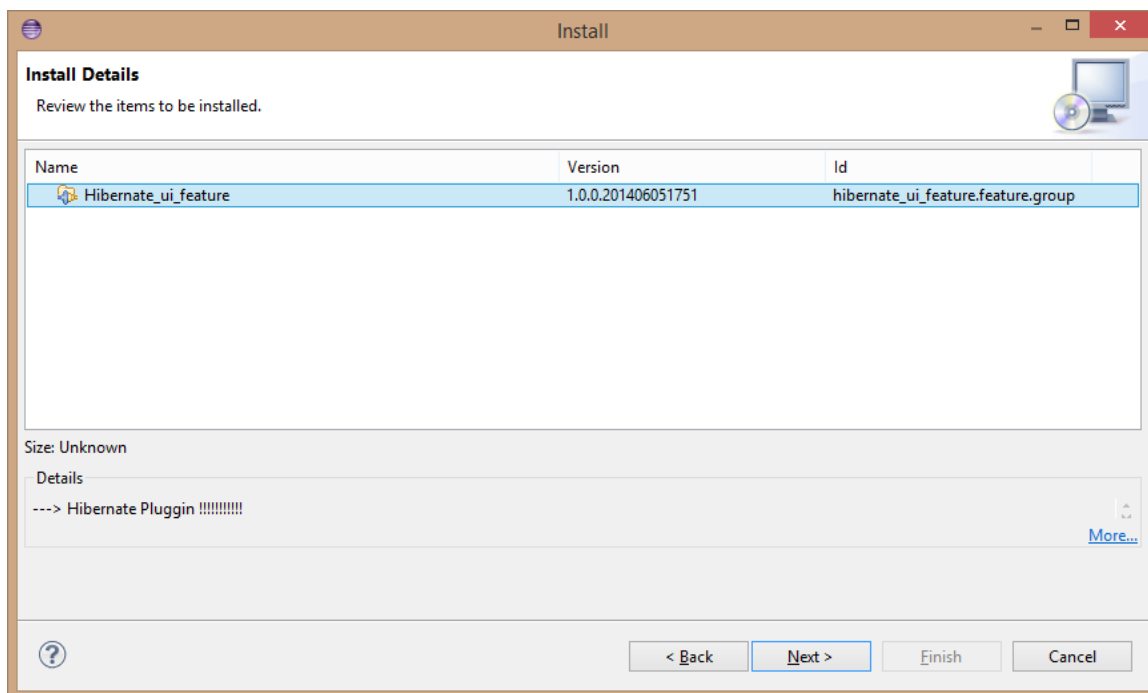 Install
Install Details
Review the items to be installed.
Name Version Id
Hibernate_ui_feature 1.0.0.201406051751 hibernate_ui_feature.feature.group
Size: Unknown
Details
---> Hibernate Pluggin !!!!!!!!!!!
More...
? < Back Next > Finish Cancel